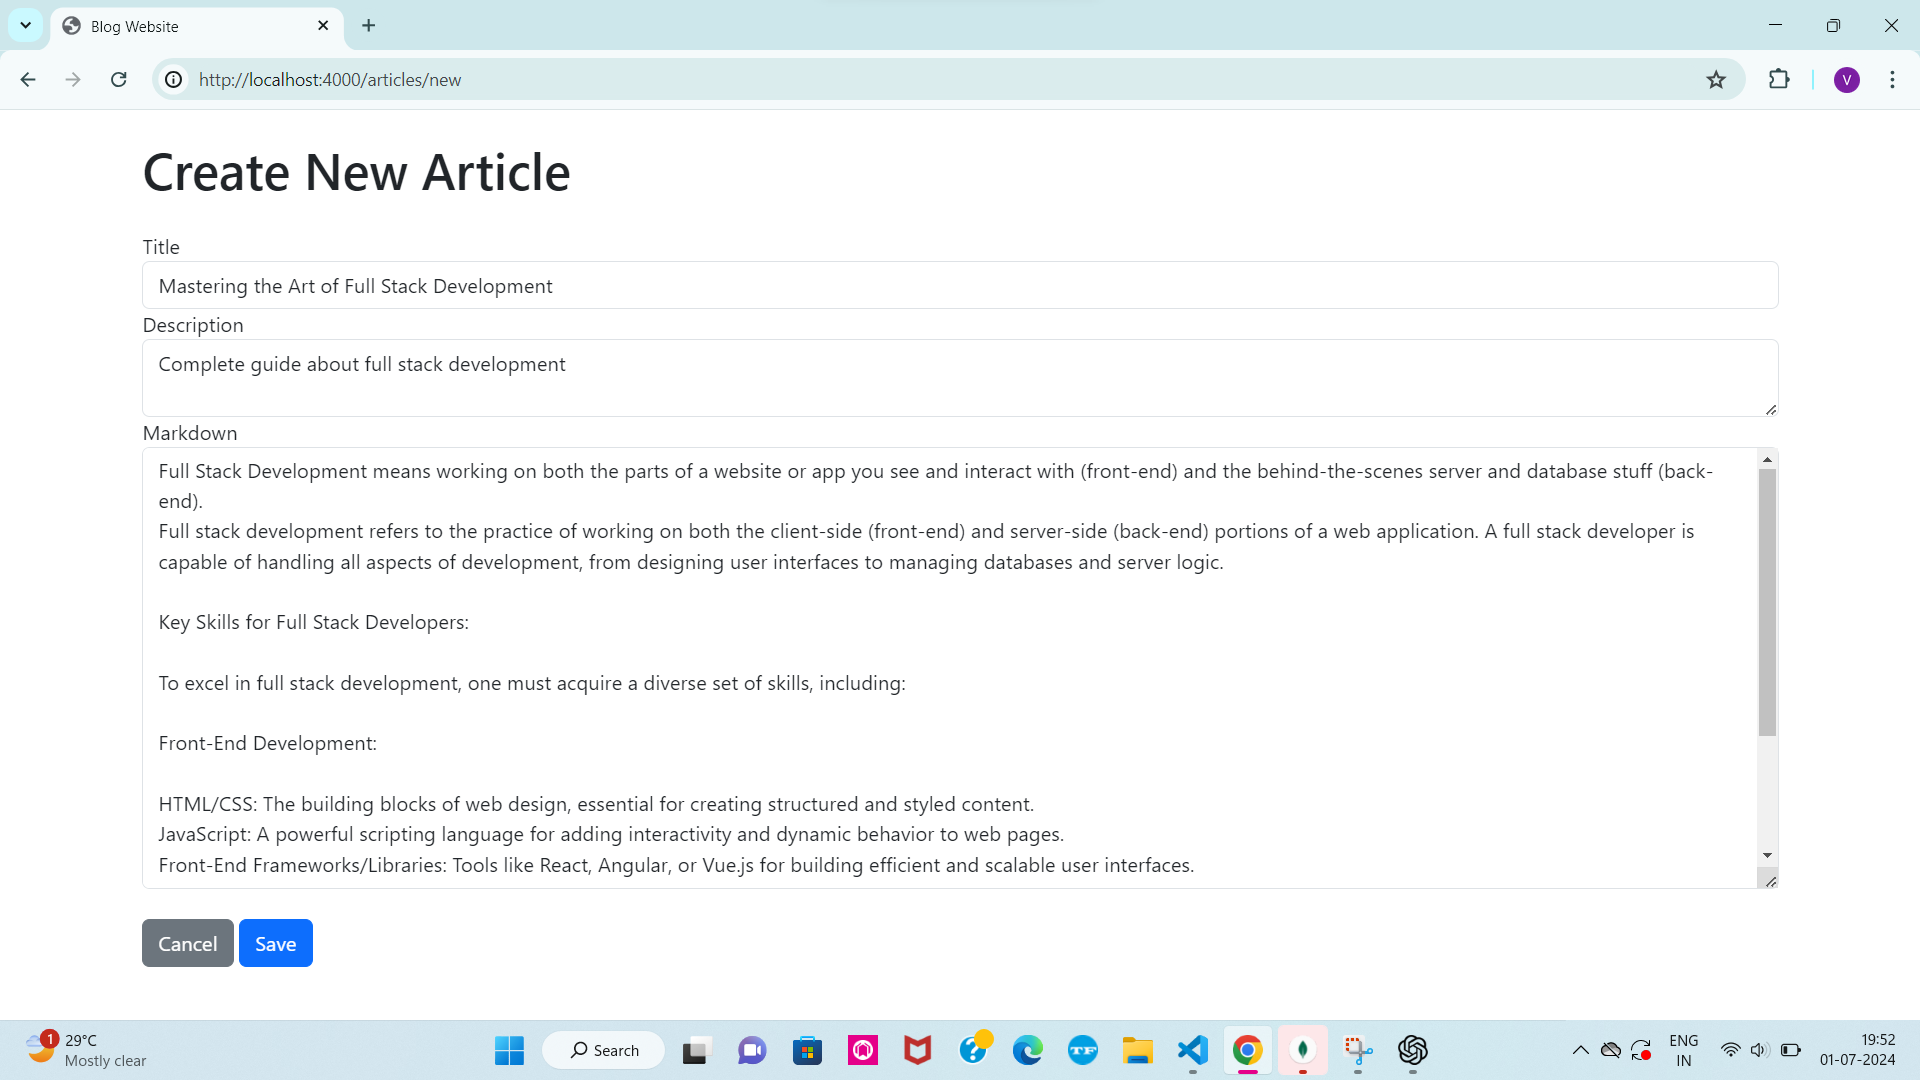 Blog Website
http://localhost:4000/articles/new
V
Create New Article
Title
Mastering the Art of Full Stack Development
Description
Complete guide about full stack development
Markdown
Full Stack Development means working on both the parts of a website or app you see and interact with (front-end) and the behind-the-scenes server and database stuff (back-
end).
Full stack development refers to the practice of working on both the client-side (front-end) and server-side (back-end) portions of a web application. A full stack developer is
capable of handling all aspects of development, from designing user interfaces to managing databases and server logic.
Key Skills for Full Stack Developers:
To excel in full stack development, one must acquire a diverse set of skills, including:
Front-End Development:
HTML/CSS: The building blocks of web design, essential for creating structured and styled content.
JavaScript: A powerful scripting language for adding interactivity and dynamic behavior to web pages.
Front-End Frameworks/Libraries: Tools like React, Angular, or Vue.js for building efficient and scalable user interfaces.
Cancel Save
1
29°C
Mostly clear
Search
TF
ENG
IN
19:52
01-07-2024